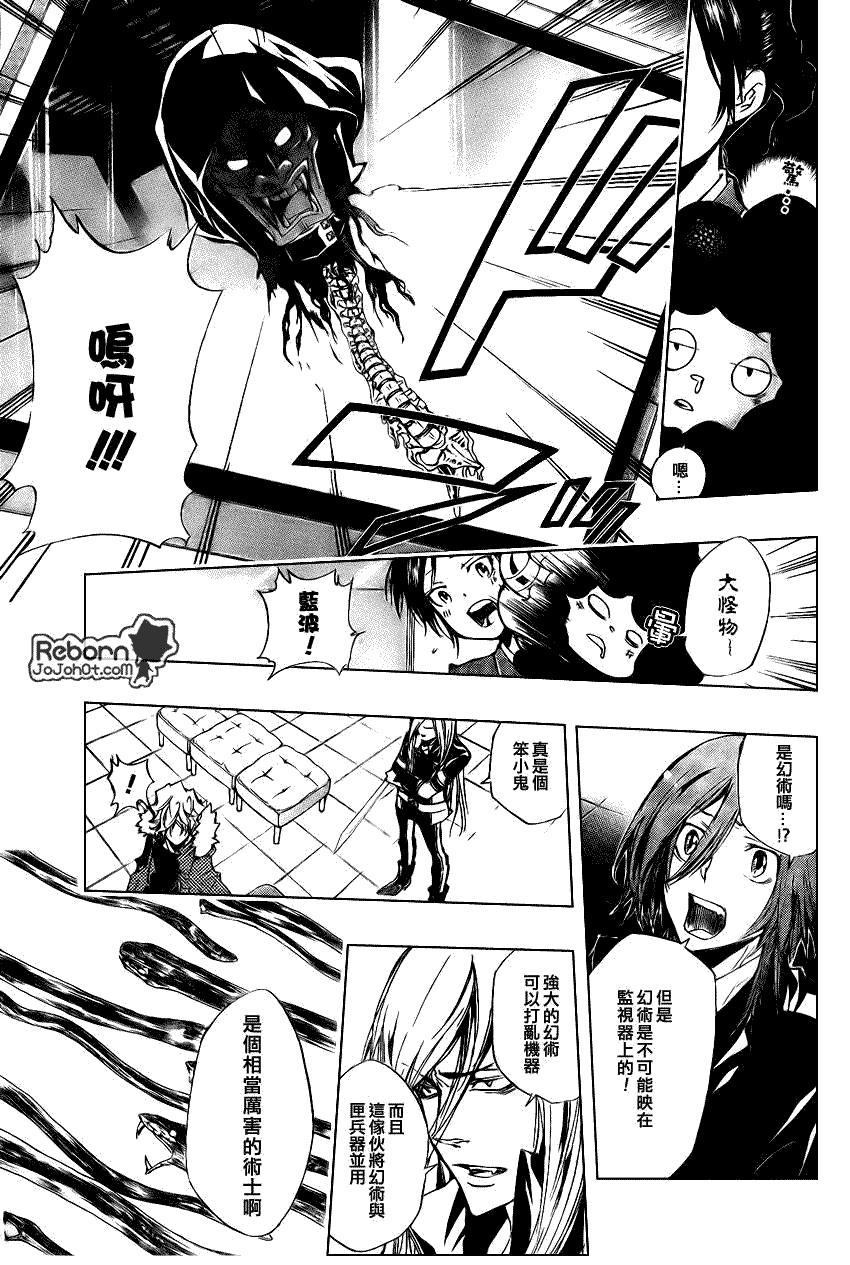 驚…
嗯…
嗚呀!!!
大怪物~
暈
藍波!
Reborn
JoJohot.com
是幻術嗎…!?
但是
幻術是不可能映在
監視器上的!
真是個
笨小鬼
!
強大的幻術
可以打亂機器
而且
這傢伙將幻術與
匣兵器並用
是個相當厲害的術士啊